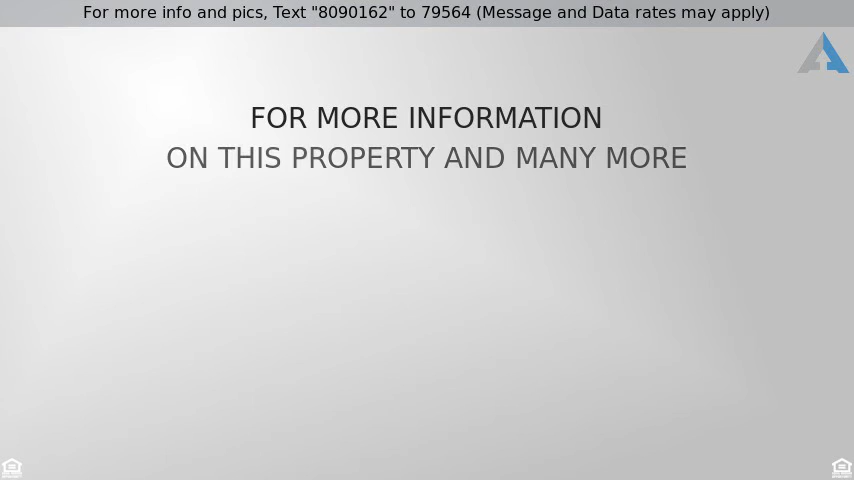 For more info and pics, Text "8090162" to 79564 (Message and Data rates may apply)
FOR MORE INFORMATION
ON THIS PROPERTY AND MANY MORE